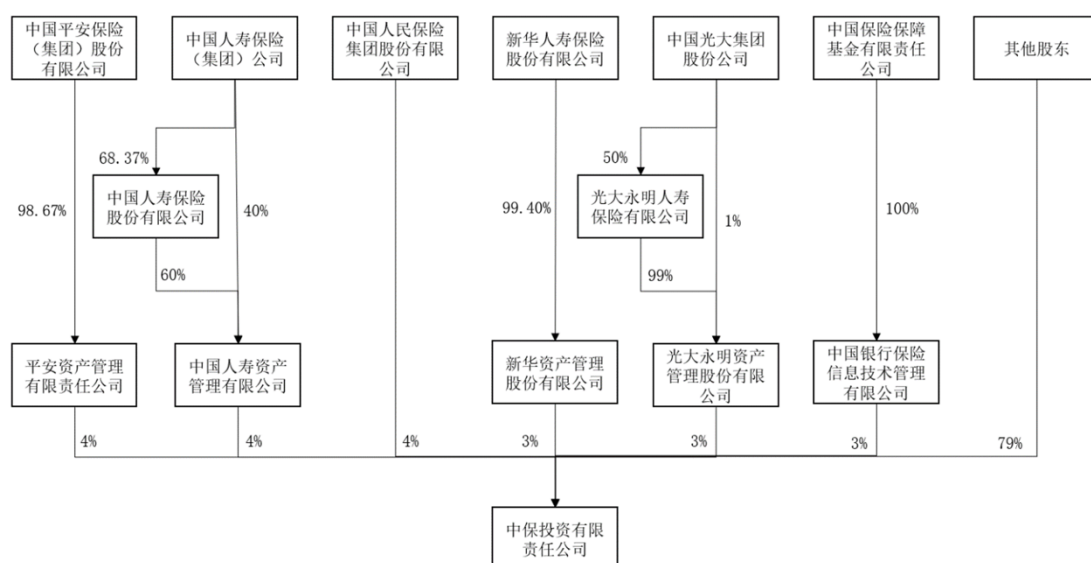 中国平安保险
（集团）股份
有限公司
中国人寿保险
（集团）公司
中国人民保险
集团股份有限
公司
新华人寿保险
股份有限公司
中国光大集团
股份公司
中国保险保障
基金有限责任
公司
其他股东
68.37%
50%
中国人寿保险
股份有限公司
光大永明人寿
保险有限公司
98.67%
40%
99.40%
1%
100%
60%
99%
平安资产管理
有限责任公司
中国人寿资产
管理有限公司
新华资产管理
股份有限公司
光大永明资产
管理股份有限
公司
中国银行保险
信息技术管理
有限公司
4%
4%
4%
3%
3%
3%
79%
中保投资有限
责任公司